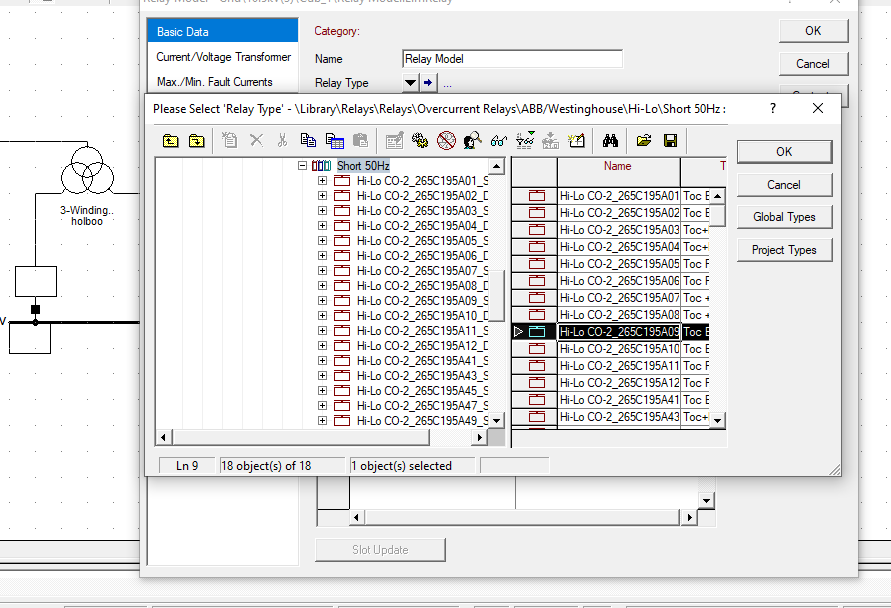 Basic Data
Current/Voltage Transformer
Max./Min. Fault Currents
Category:
Name
Relay Model
Relay Type
...
OK
Cancel
Please Select 'Relay Type' - \Library\Relays\Relays\Overcurrent Relays\ABB/Westinghouse\Hi-Lo\Short 50Hz :
?
Short 50Hz
Hi-Lo CO-2_265C195A01_S
Hi-Lo CO-2_265C195A02_D
Hi-Lo CO-2_265C195A03_S
Hi-Lo CO-2_265C195A04_D
Hi-Lo CO-2_265C195A05_S
Hi-Lo CO-2_265C195A06_D
Hi-Lo CO-2_265C195A07_S
Hi-Lo CO-2_265C195A08_D
Hi-Lo CO-2_265C195A09_S
Hi-Lo CO-2_265C195A10_D
Hi-Lo CO-2_265C195A11_S
Hi-Lo CO-2_265C195A12_D
Hi-Lo CO-2_265C195A41_S
Hi-Lo CO-2_265C195A43_S
Hi-Lo CO-2_265C195A45_S
Hi-Lo CO-2_265C195A47_S
Hi-Lo CO-2_265C195A49_S
Name T
Hi-Lo CO-2_265C195A01 Toc E
Hi-Lo CO-2_265C195A02 Toc E
Hi-Lo CO-2_265C195A03 Toc+
Hi-Lo CO-2_265C195A04 Toc+
Hi-Lo CO-2_265C195A05 Toc F
Hi-Lo CO-2_265C195A06 Toc F
Hi-Lo CO-2_265C195A07 Toc +
Hi-Lo CO-2_265C195A08 Toc +
Hi-Lo CO-2_265C195A09 Toc E
Hi-Lo CO-2_265C195A10 Toc E
Hi-Lo CO-2_265C195A11 Toc F
Hi-Lo CO-2_265C195A12 Toc F
Hi-Lo CO-2_265C195A41 Toc E
Hi-Lo CO-2_265C195A43 Toc+
OK
Cancel
Global Types
Project Types
Ln 9
18 object(s) of 18
1 object(s) selected
Slot Update
3-Winding..
holboo
V